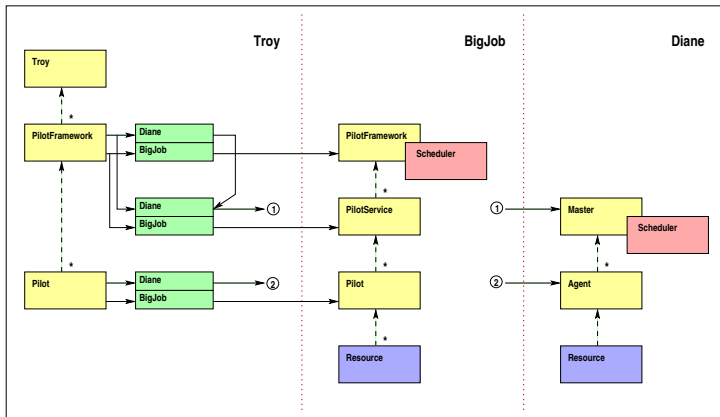 Troy
BigJob
Diane
Troy
*
PilotFramework
Diane
BigJob
PilotFramework
Scheduler
*
Diane
BigJob
1
PilotService
1
Master
Scheduler
*
*
*
Pilot
Diane
BigJob
2
Pilot
2
Agent
*
Resource
Resource